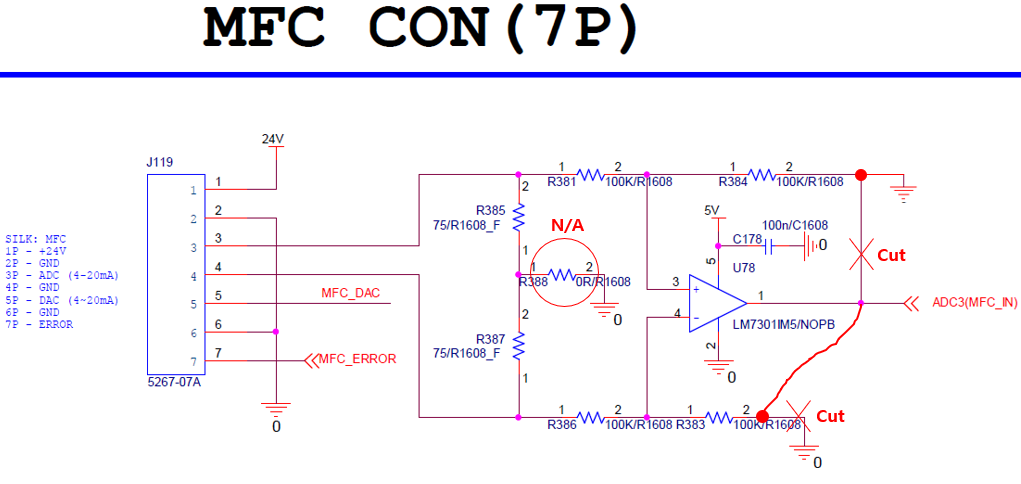 MFC CON(7P)
24V
J119
1
1
2
2
3
3
4
4
5
5
6
6
7
7
5267-07A
SILK: MFC
1P - +24V
2P - GND
3P - ADC (4-20mA)
4P - GND
5P - DAC (4~20mA)
6P - GND
7P - ERROR
MFC_DAC
MFC_ERROR
0
1
2
R381
100K/R1608
1
2
R384
100K/R1608
2
R385
75/R1608_F
1
N/A
1
2
R388
0R/R1608
0
2
R387
75/R1608_F
1
5V
100n/C1608
C178
0
5
U78
3
+
4
-
1
LM7301IM5/NOPB
2
0
Cut
ADC3(MFC_IN)
1
2
R386
100K/R1608
1
2
R383
100K/R1608
Cut
0